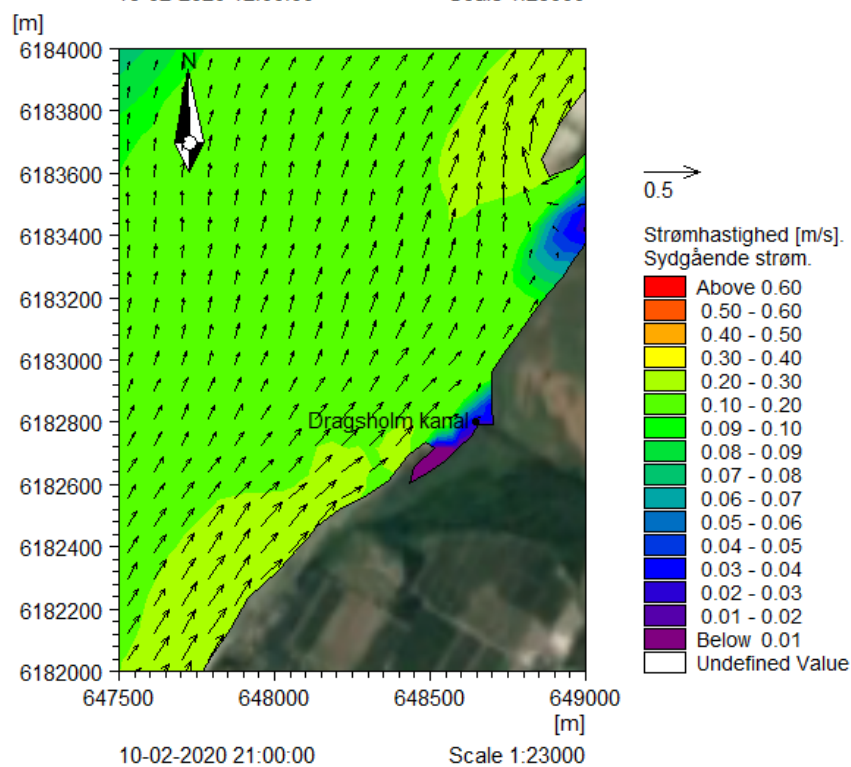 [m]
6184000
6183800
6183600
6183400
6183200
6183000
6182800
6182600
6182400
6182200
6182000
N
Dragsholm kanal
647500
648000
648500
649000
[m]
10-02-2020 21:00:00
Scale 1:23000
0.5
Strømhastighed [m/s].
Sydgående strøm.
Above 0.60
0.50 - 0.60
0.40 - 0.50
0.30 - 0.40
0.20 - 0.30
0.10 - 0.20
0.09 - 0.10
0.08 - 0.09
0.07 - 0.08
0.06 - 0.07
0.05 - 0.06
0.04 - 0.05
0.03 - 0.04
0.02 - 0.03
0.01 - 0.02
Below 0.01
Undefined Value